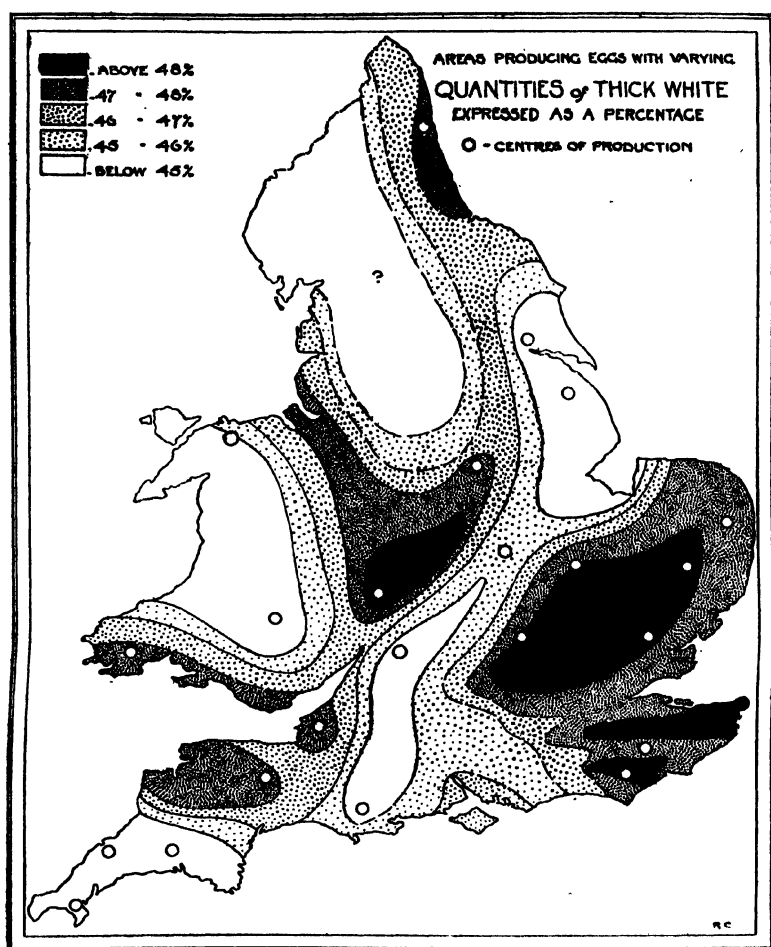 ABOVE 48%
47 - 48%
46 - 47%
45 - 46%
BELOW 45%
AREAS PRODUCING EGGS WITH VARYING
QUANTITIES of THICK WHITE
EXPRESSED AS A PERCENTAGE
O - CENTRES OF PRODUCTION
?
R C